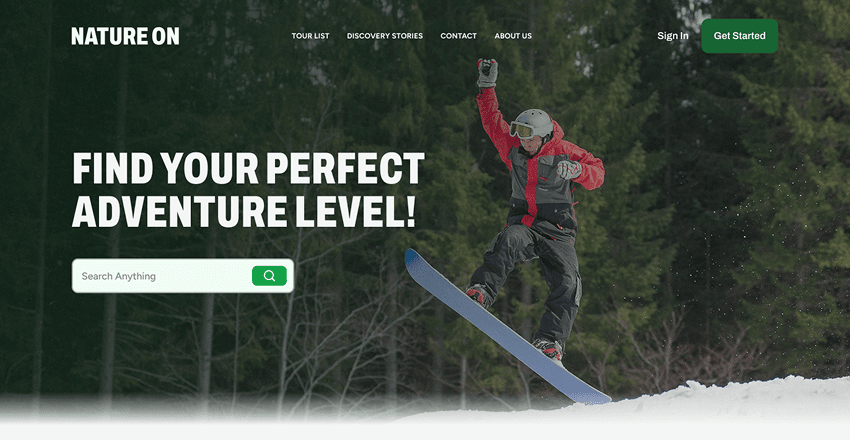 NATURE ON
TOUR LIST
DISCOVERY STORIES
CONTACT
ABOUT US
Sign In
Get Started
FIND YOUR PERFECT
ADVENTURE LEVEL!
Search Anything